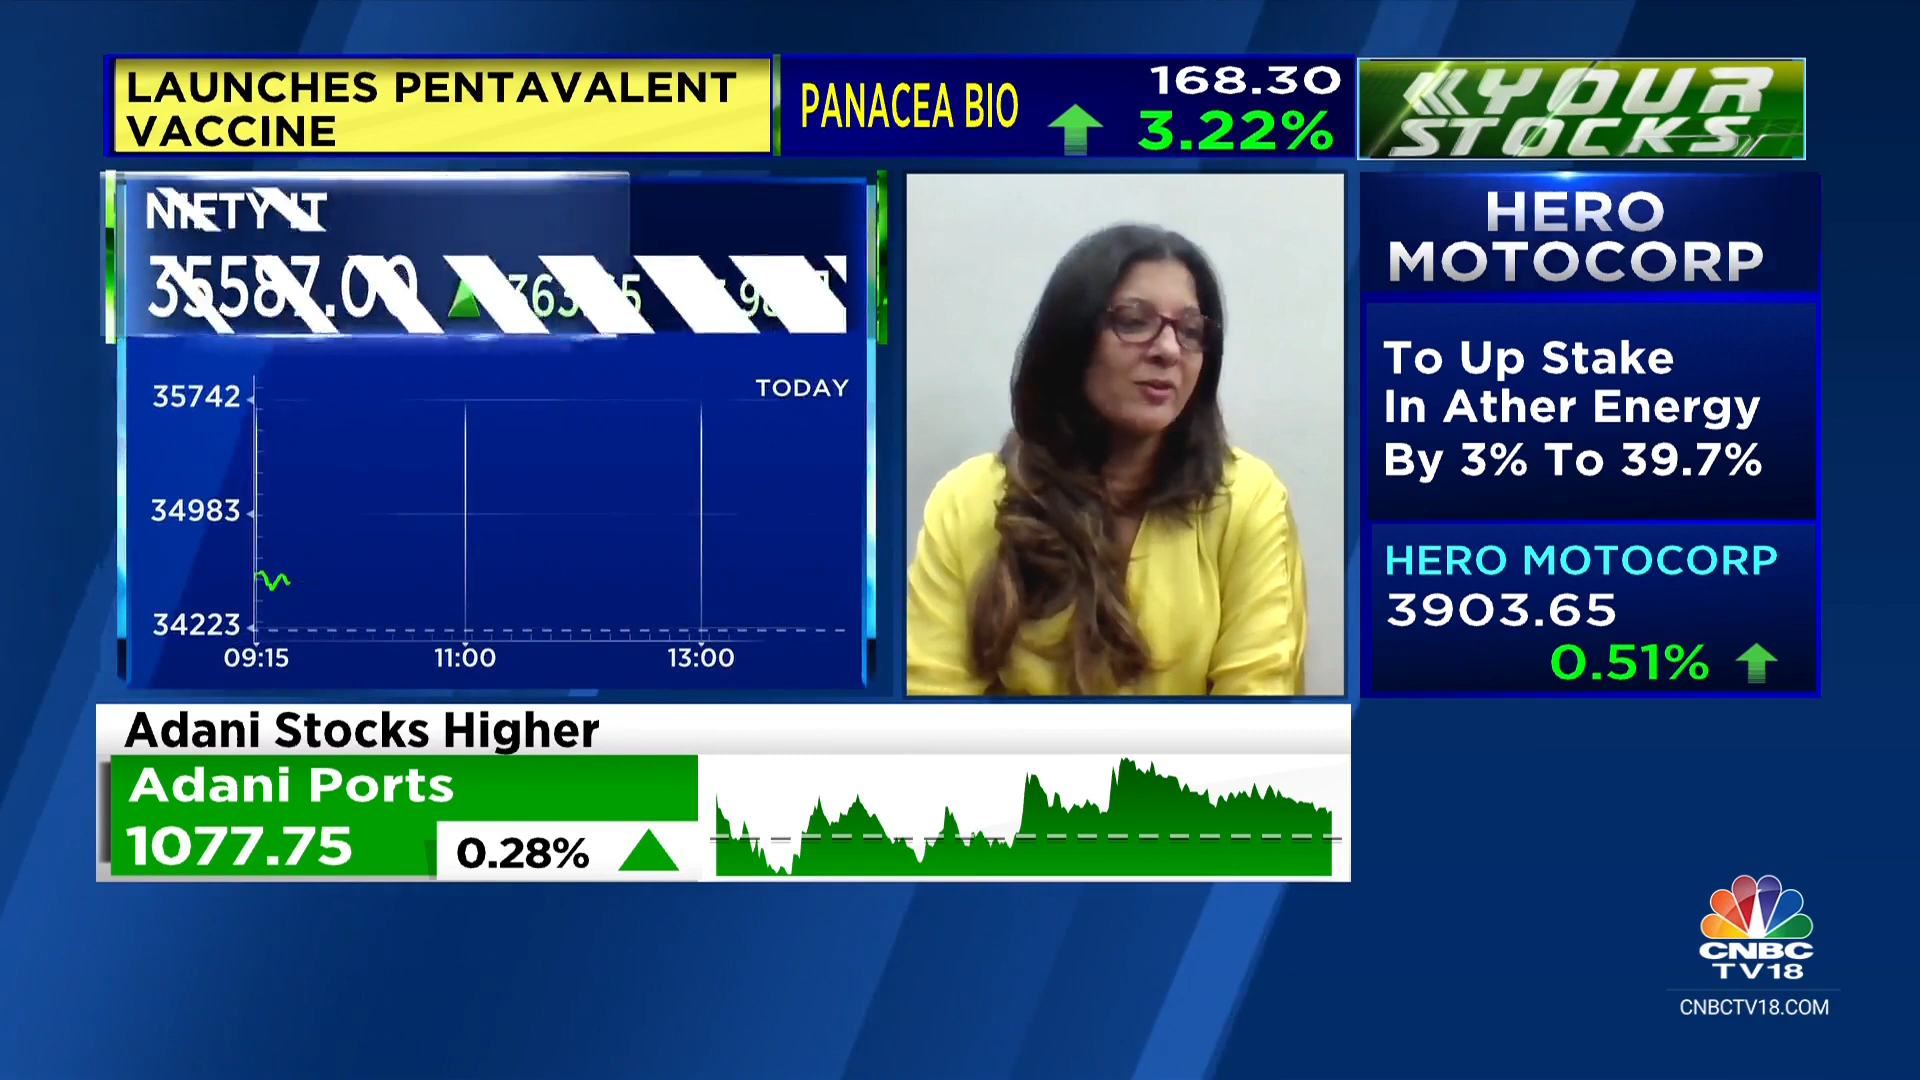 LAUNCHES PENTAVALENT
VACCINE
PANACEA BIO
168.30
3.22%
YOUR
STOCKS
NIFTY IT
35587.00
35742
34983
34223
TODAY
09:15
11:00
13:00
HERO
MOTOCORP
To Up Stake
In Ather Energy
By 3% To 39.7%
HERO MOTOCORP
3903.65
0.51%
Adani Stocks Higher
Adani Ports
1077.75
0.28%
CNBC
TV18
CNBCTV18.COM